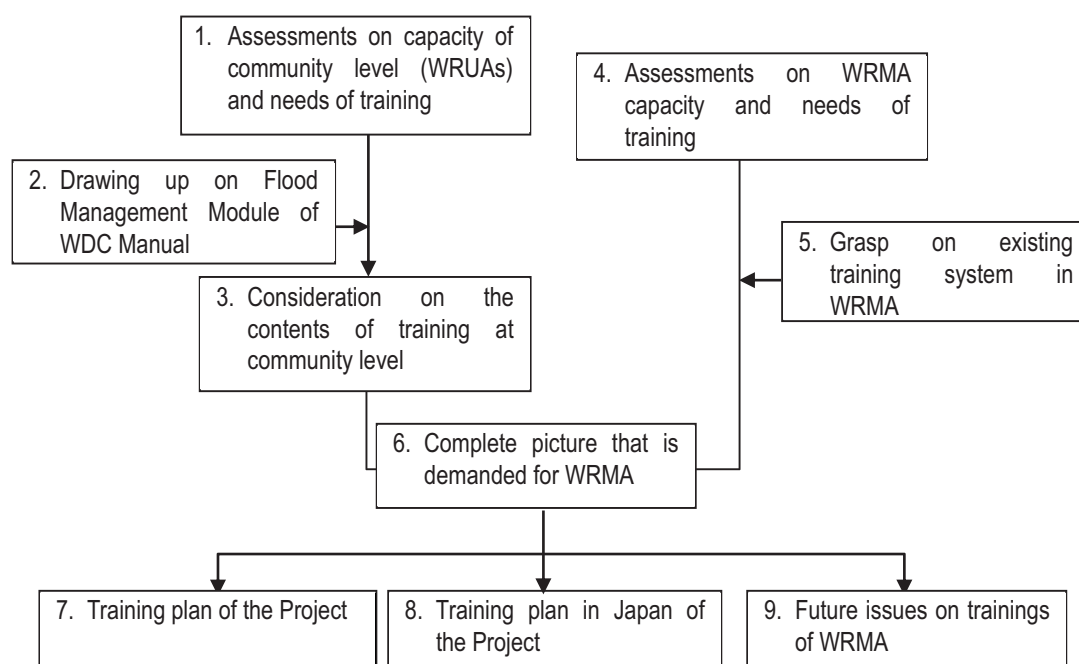 1. Assessments on capacity of
community level (WRUAs)
and needs of training
4. Assessments on WRMA
capacity and needs of
training
2. Drawing up on Flood
Management Module of
WDC Manual
5. Grasp on existing
training system in
WRMA
3. Consideration on the
contents of training at
community level
6. Complete picture that is
demanded for WRMA
7. Training plan of the Project
8. Training plan in Japan of
the Project
9. Future issues on trainings
of WRMA